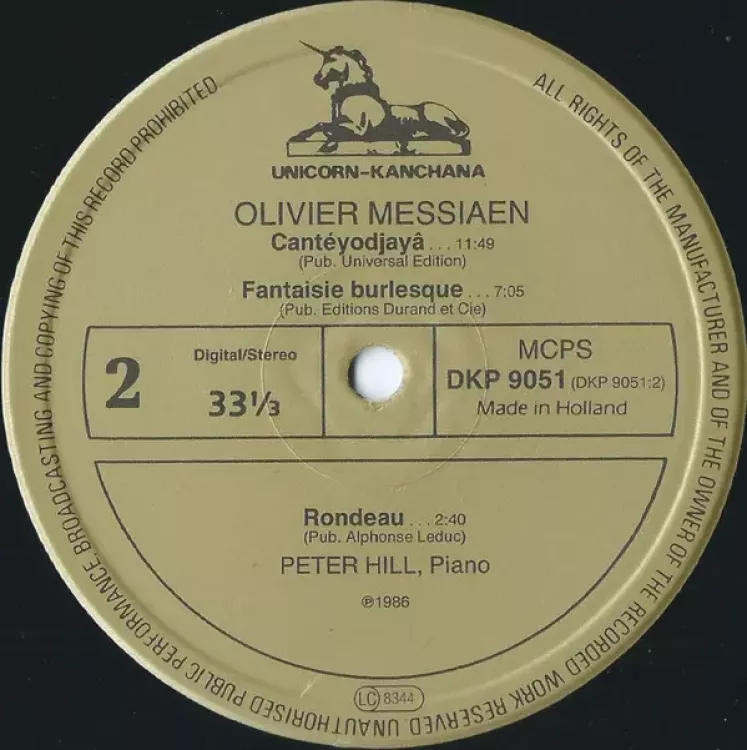 UNICORN-KANCHANA
OLIVIER MESSIAEN
Cantéyodjayâ . . . 11:49
(Pub. Universal Edition)
Fantaisie burlesque . . . 7:05
(Pub. Editions Durand et Cie)
2
Digital/Stereo
33⅓
MCPS
DKP 9051 (DKP 9051:2)
Made in Holland
Rondeau . . . 2:40
(Pub. Alphonse Leduc)
PETER HILL, Piano
℗1986
LC 8344
ALL RIGHTS OF THE MANUFACTURER AND OF THE OWNER OF THE RECORDED WORK RESERVED UNAUTHORISED PUBLIC PERFORMANCE, BROADCASTING AND COPYING OF THIS RECORD PROHIBITED